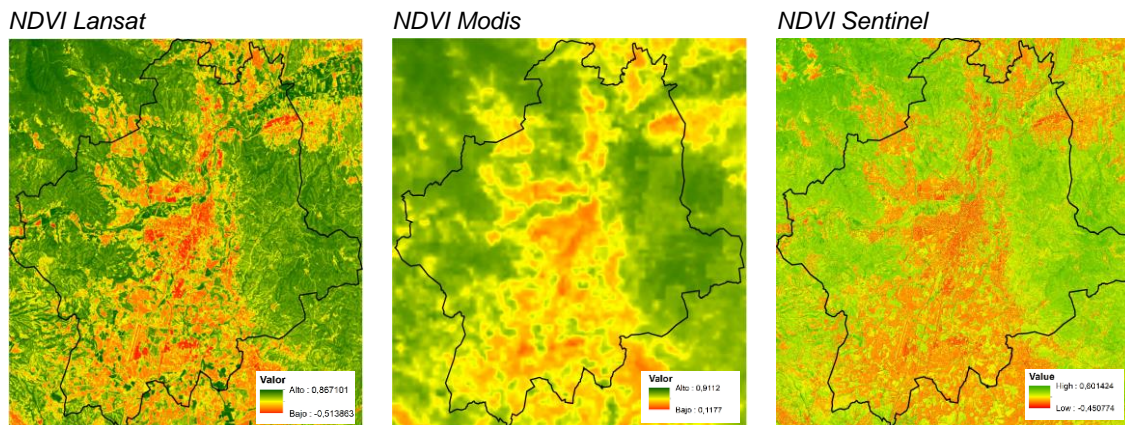 NDVI Lansat
NDVI Modis
NDVI Sentinel
Valor
Alto : 0,867101
Bajo : -0,513863
Valor
Alto : 0,9112
Bajo : 0,1177
Value
High : 0,601424
Low : -0,450774